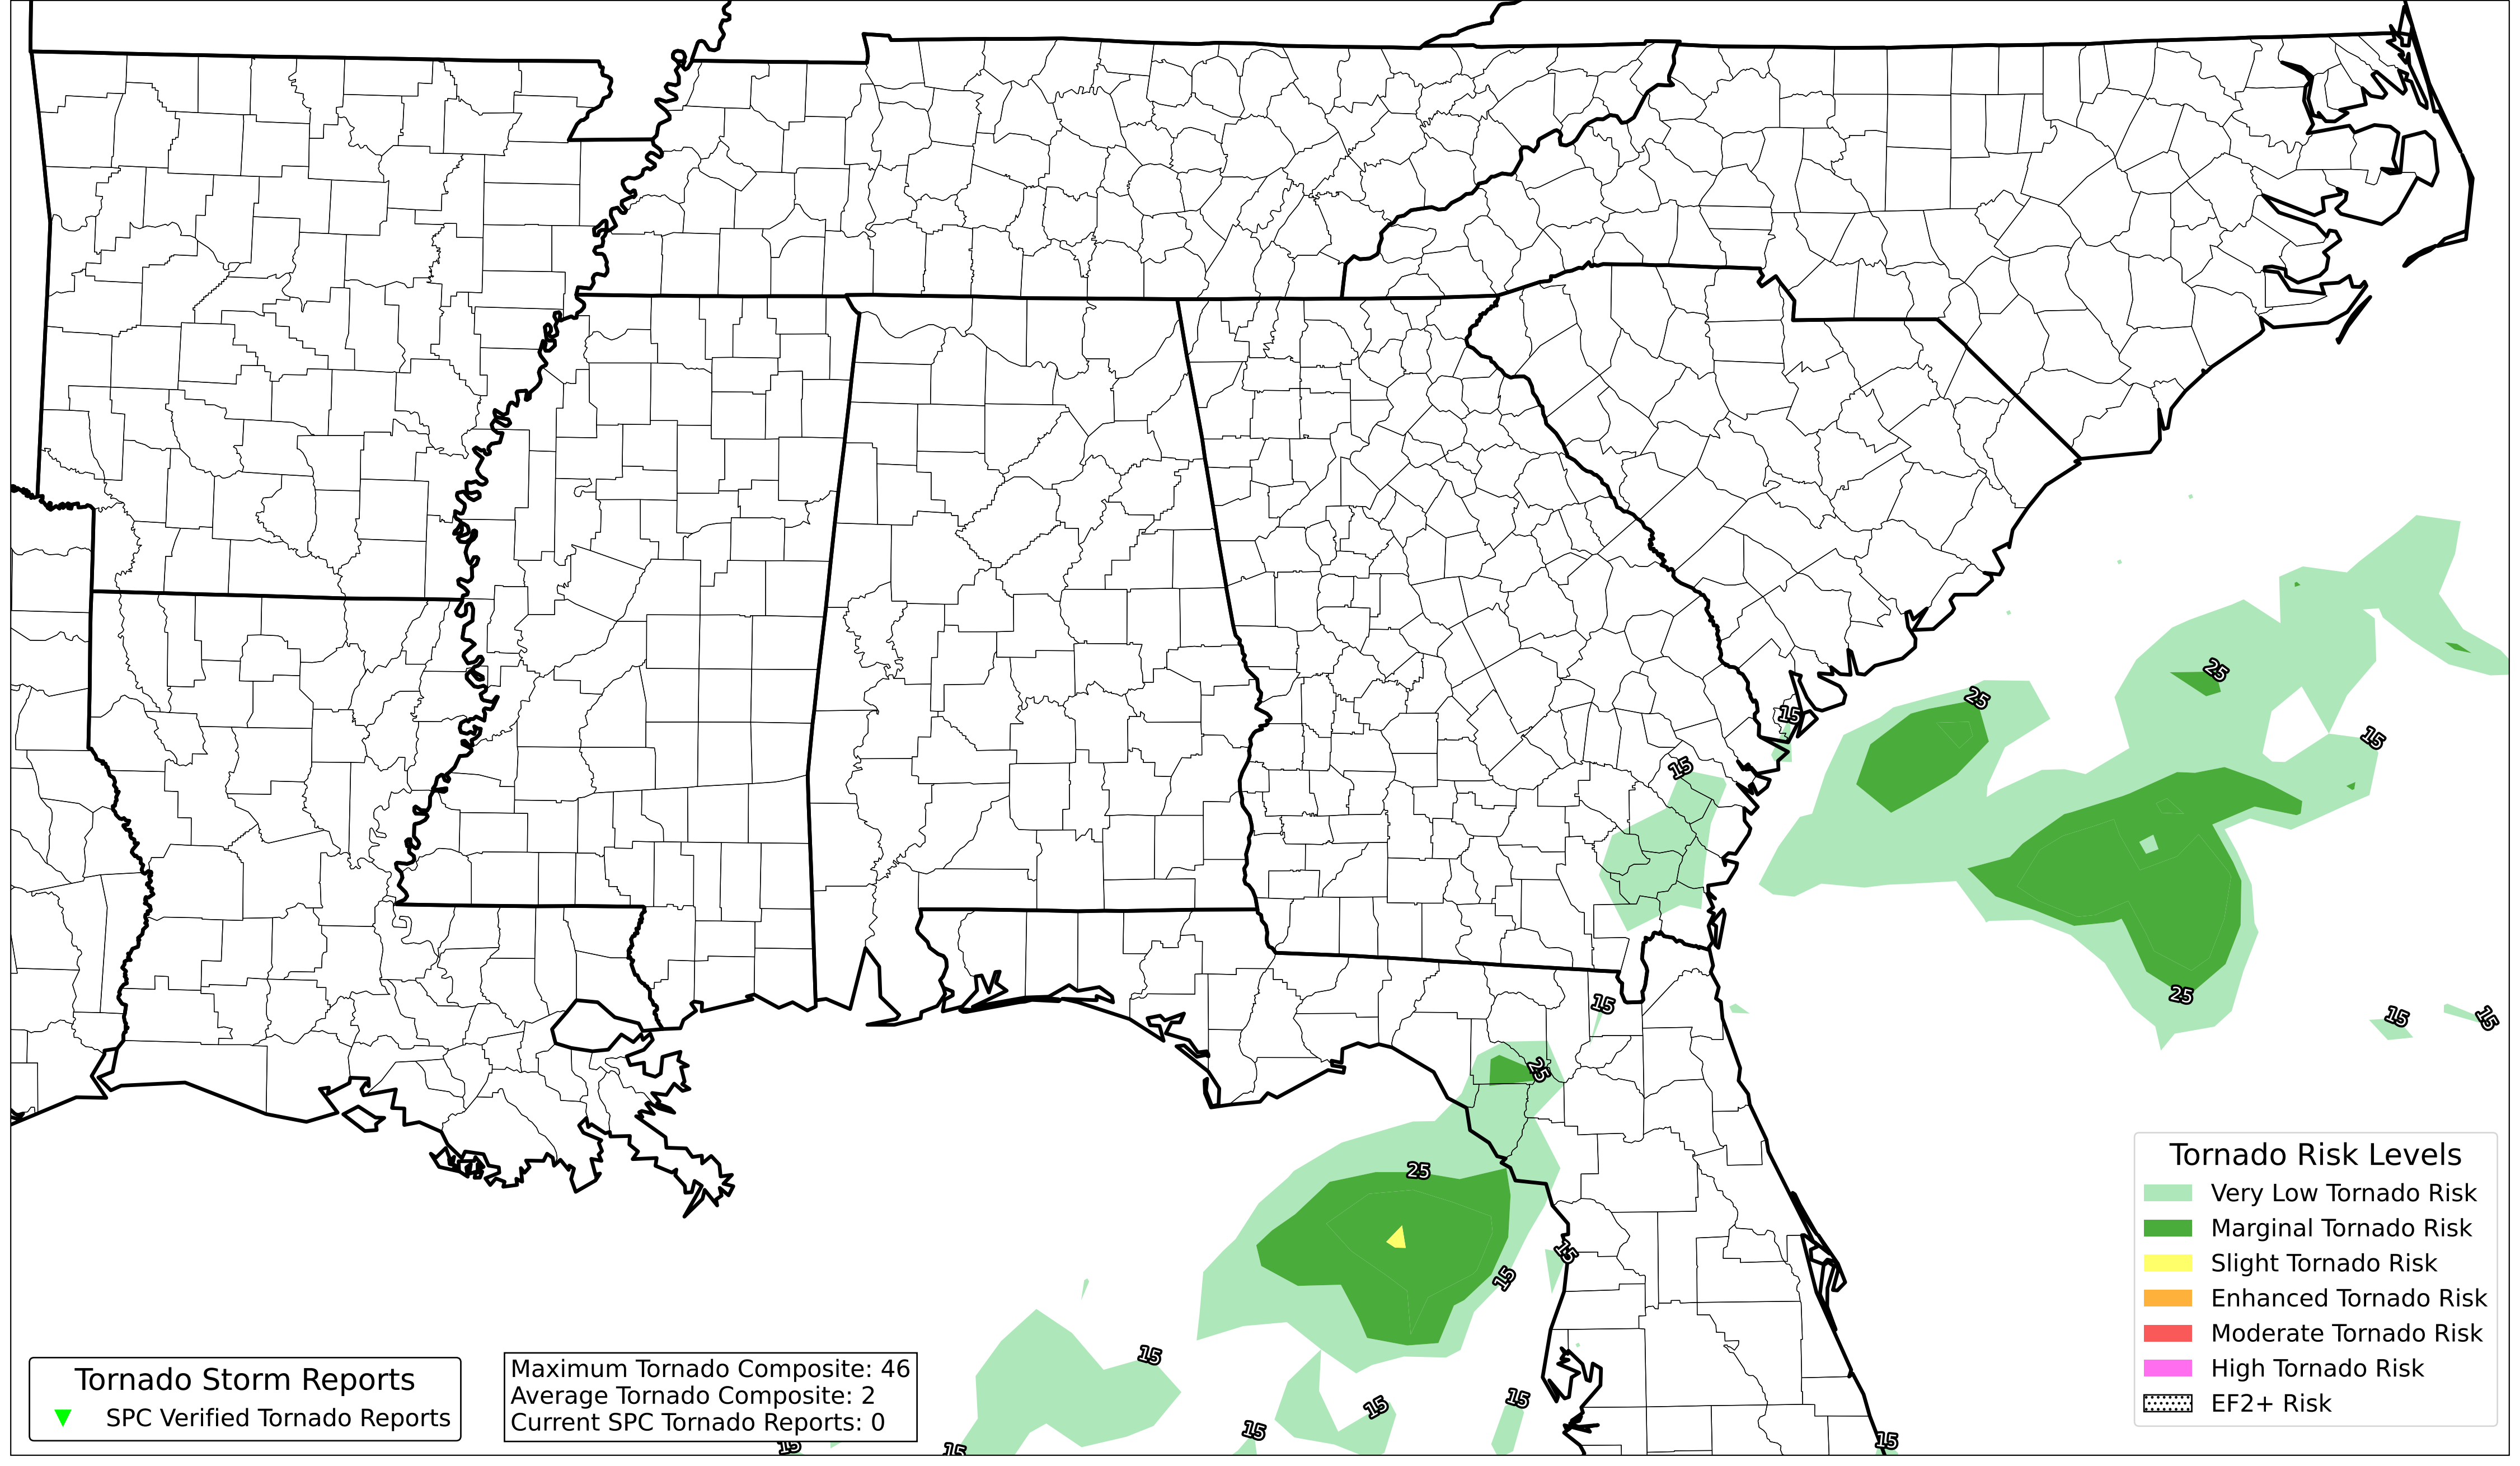 25
25
15
15
15
25
15
15
15
25
25
15
15
15
15
15
15
15
15
15
Tornado Risk Levels
Very Low Tornado Risk
Marginal Tornado Risk
Slight Tornado Risk
Enhanced Tornado Risk
Moderate Tornado Risk
High Tornado Risk
EF2+ Risk
Tornado Storm Reports
SPC Verified Tornado Reports
Maximum Tornado Composite: 46
Average Tornado Composite: 2
Current SPC Tornado Reports: 0